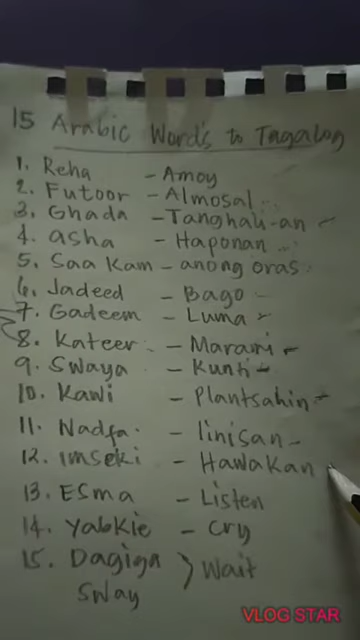 15 Arabic Words to Tagalog
1. Reha - Amoy
2. Futoor - Almosal
3. Ghada - Tanghali-an
4. asha - Haponan
5. Saa Kam - anong oras
6. Jadeed - Bago
7. Gadeem - Luma
8. Kateer - Marami
9. Swaya - Kunti
10. Kawi - Plantsahin
11. Nadfa - linisan
12. imseki - Hawakan
13. Esma - Listen
14. Yabkie - Cry
15. Dagiga > Wait
Sway
VLOG STAR